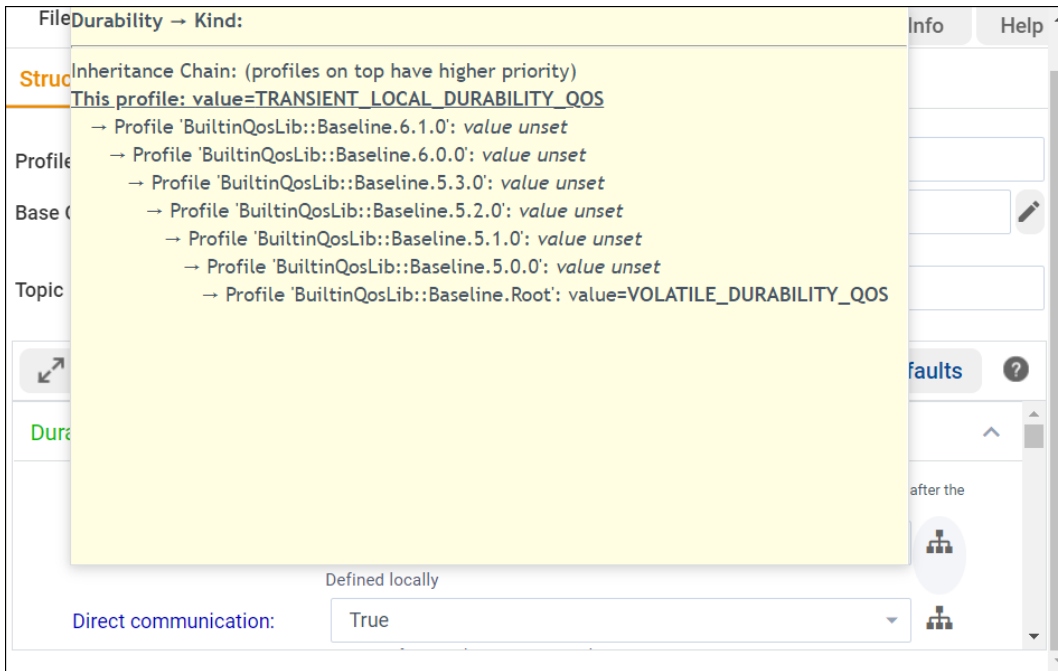 File
Durability → Kind:
Info
Help
Struc
Inheritance Chain: (profiles on top have higher priority)
This profile: value=TRANSIENT_LOCAL_DURABILITY_QOS
→ Profile 'BuiltinQosLib::Baseline.6.1.0': value unset
→ Profile 'BuiltinQosLib::Baseline.6.0.0': value unset
→ Profile 'BuiltinQosLib::Baseline.5.3.0': value unset
→ Profile 'BuiltinQosLib::Baseline.5.2.0': value unset
→ Profile 'BuiltinQosLib::Baseline.5.1.0': value unset
→ Profile 'BuiltinQosLib::Baseline.5.0.0': value unset
→ Profile 'BuiltinQosLib::Baseline.Root': value=VOLATILE_DURABILITY_QOS
Profile
Base
Topic
faults
?
Dura
after the
Defined locally
Direct communication:
True